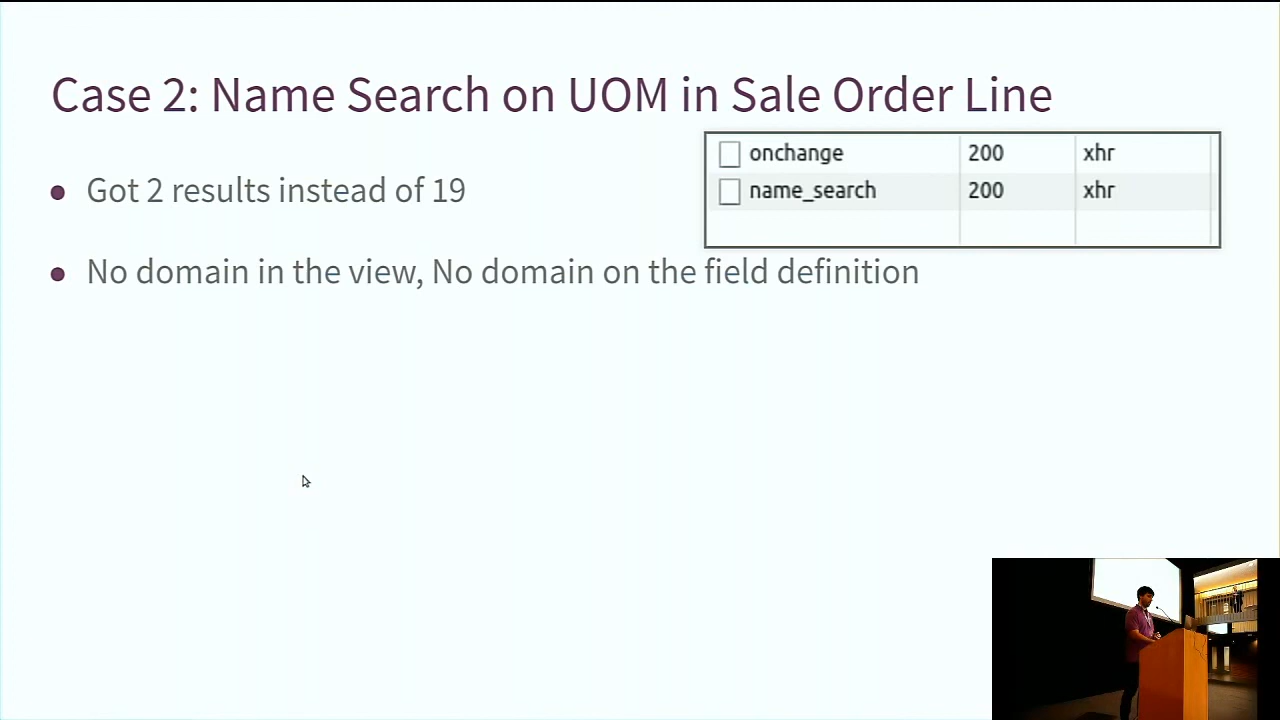 Case 2: Name Search on UOM in Sale Order Line
onchange 200 xhr
name_search 200 xhr
Got 2 results instead of 19
No domain in the view, No domain on the field definition